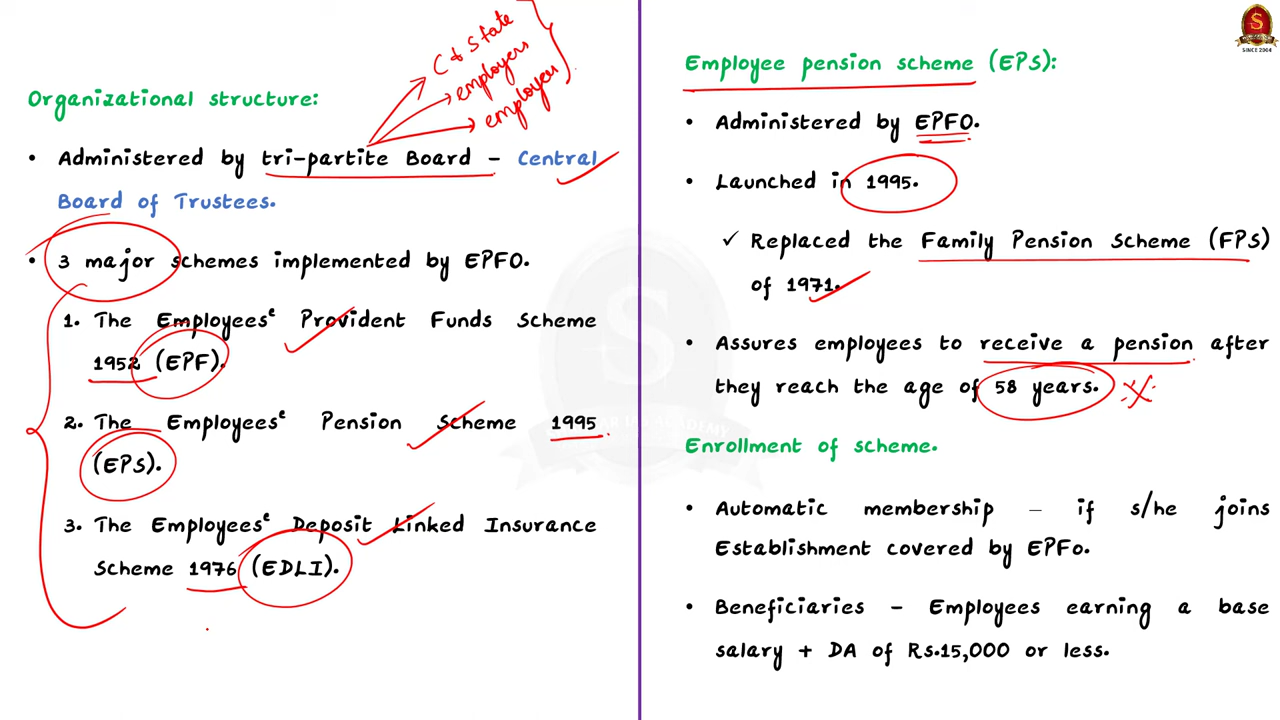 C & State
employers
employers
Organizational structure:
• Administered by tri-partite Board - Central
Board of Trustees.
• 3 major schemes implemented by EPFO.
1. The Employees' Provident Funds Scheme
1952 (EPF).
2. The Employees' Pension Scheme 1995
(EPS).
3. The Employees' Deposit Linked Insurance
Scheme 1976 (EDLI).
S
SINCE 2004
Employee pension scheme (EPS):
• Administered by EPFO.
• Launched in 1995.
✓ Replaced the Family Pension Scheme (FPS)
of 1971.
• Assures employees to receive a pension after
they reach the age of 58 years.
Enrollment of scheme.
• Automatic membership – if s/he joins
Establishment covered by EPFo.
• Beneficiaries - Employees earning a base
salary + DA of Rs.15,000 or less.